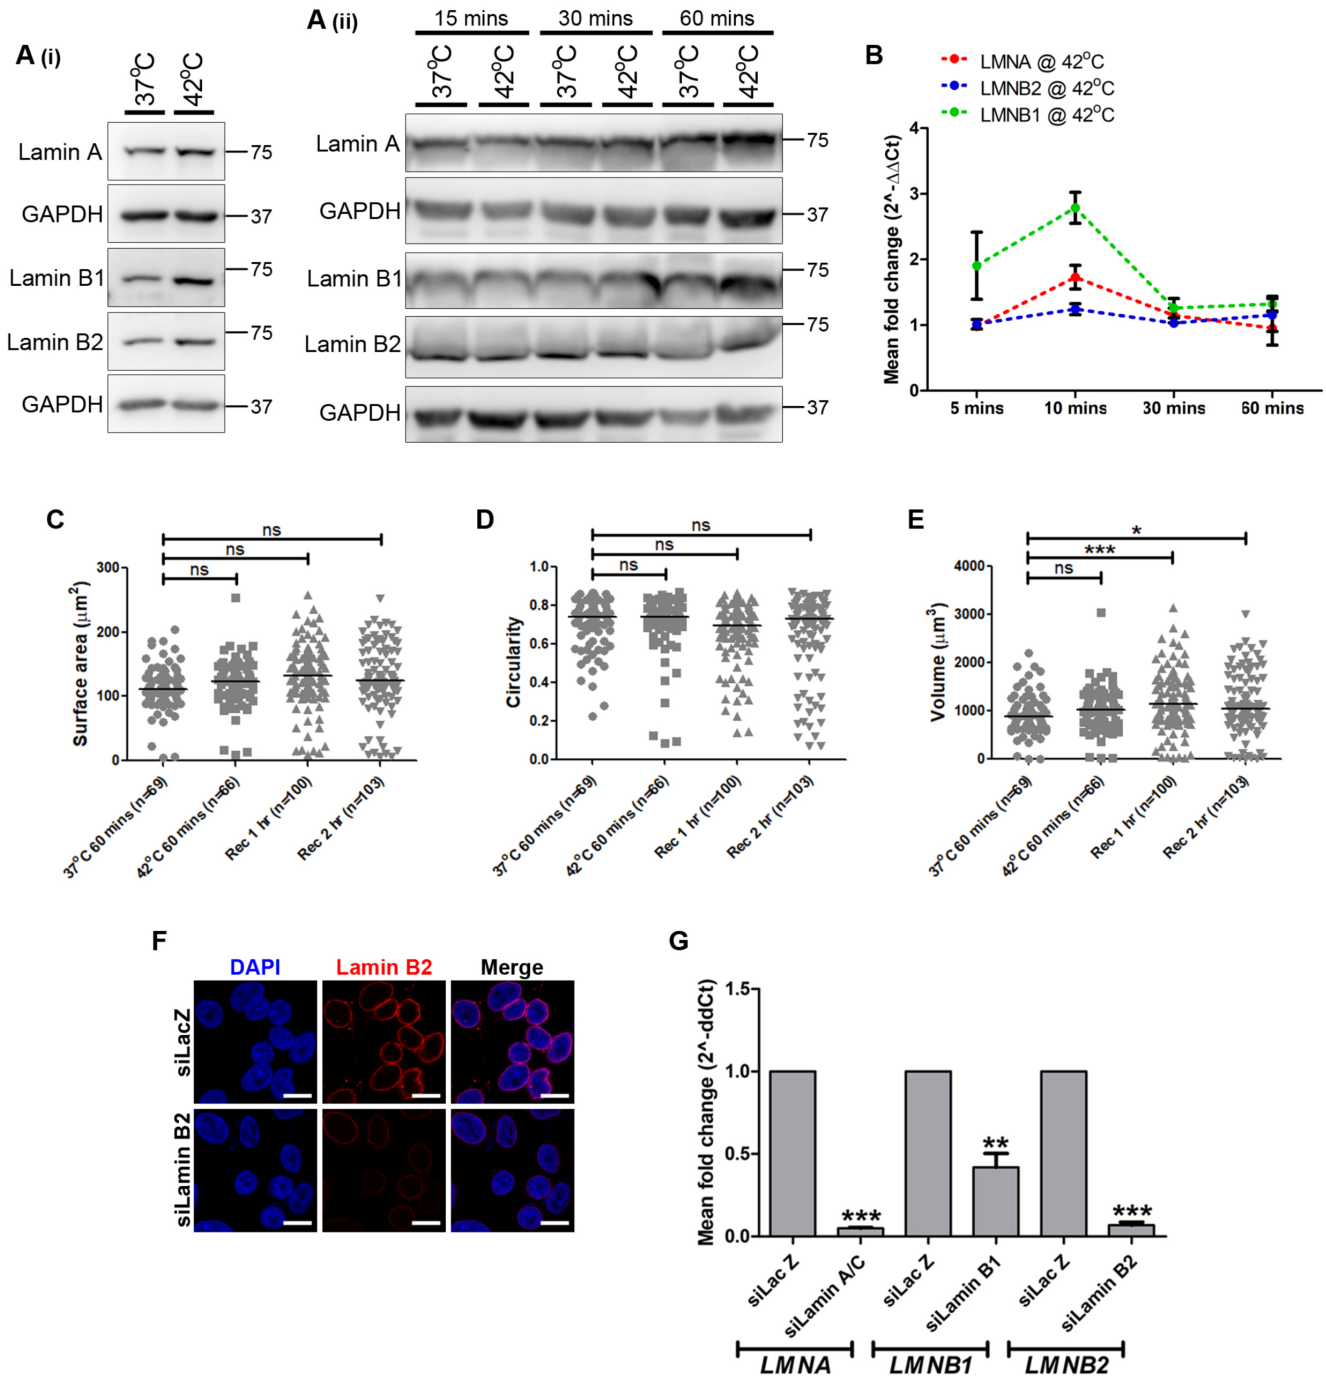 A (i)
37°C
42°C
Lamin A
75
GAPDH
37
Lamin B1
75
Lamin B2
75
GAPDH
37
A (ii)
15 mins 30 mins 60 mins
37°C 42°C 37°C 42°C 37°C 42°C
Lamin A
75
GAPDH
37
Lamin B1
75
Lamin B2
75
GAPDH
37
B
LMNA @ 42°C
LMNB2 @ 42°C
LMNB1 @ 42°C
Mean fold change (2^-ΔΔCt)
4
3
2
1
0
5 mins 10 mins 30 mins 60 mins
C
ns
ns
ns
Surface area (μm²)
300
200
100
0
37°C 60 mins (n=69)
42°C 60 mins (n=66)
Rec 1 hr (n=100)
Rec 2 hr (n=103)
D
ns
ns
ns
Circularity
1.0
0.8
0.6
0.4
0.2
0.0
37°C 60 mins (n=69)
42°C 60 mins (n=66)
Rec 1 hr (n=100)
Rec 2 hr (n=103)
E
*
***
ns
Volume (μm³)
4000
3000
2000
1000
0
37°C 60 mins (n=69)
42°C 60 mins (n=66)
Rec 1 hr (n=100)
Rec 2 hr (n=103)
F
DAPI Lamin B2 Merge
siLacZ
siLamin B2
G
Mean fold change (2^-ddCt)
1.5
1.0
0.5
0.0
***
**
***
siLac Z
siLamin A/C
siLac Z
siLamin B1
siLac Z
siLamin B2
LMNA LMNB1 LMNB2